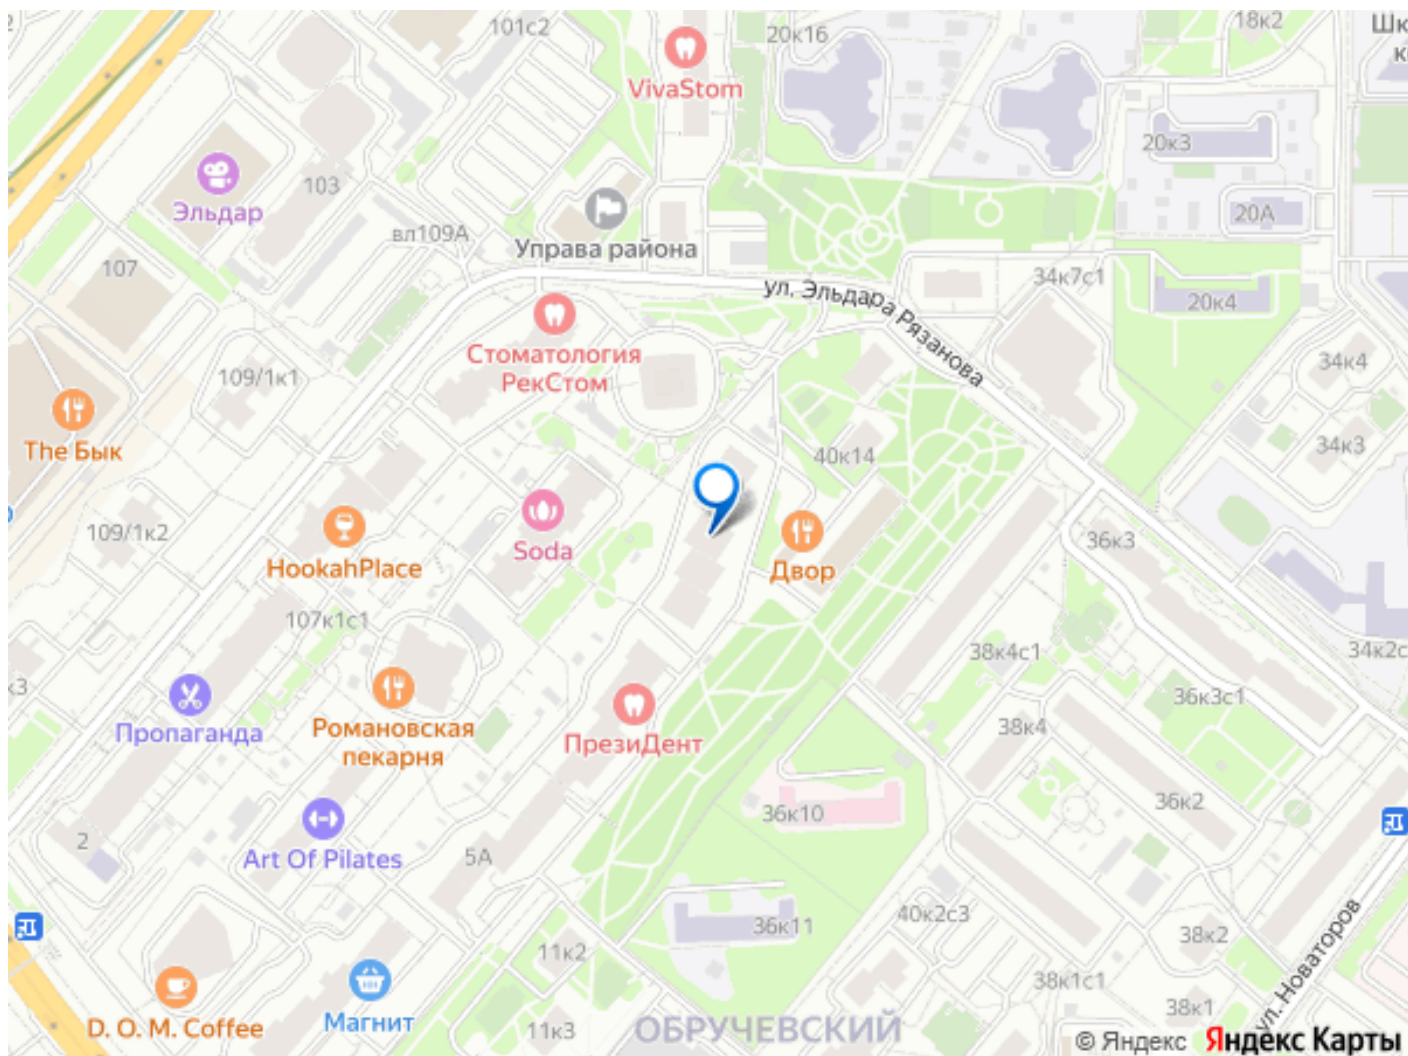 101с2
20к16
18к2
Шк
к
VivaStom
103
20к3
Эльдар
20А
вл109А
Управа района
107
34к7с1
20к4
ул. Эльдара Рязанова
Стоматология
РекСтом
109/1к1
34к4
The Бык
34к3
40к14
109/1к2
HookahPlace
Soda
Двор
36к3
107к1с1
38к4с1
34к2с
к3
36к3с1
Пропаганда
Романовская
пекарня
ПрезиДент
38к4
36к2
36к10
2
Art Of Pilates
5А
40к2с3
36к11
38к2
11к2
ул. Новаторов
38к1с1
38к1
D. O. M. Coffee
Магнит
11к3
ОБРУЧЕВСКИЙ
© Яндекс Яндекс Карты